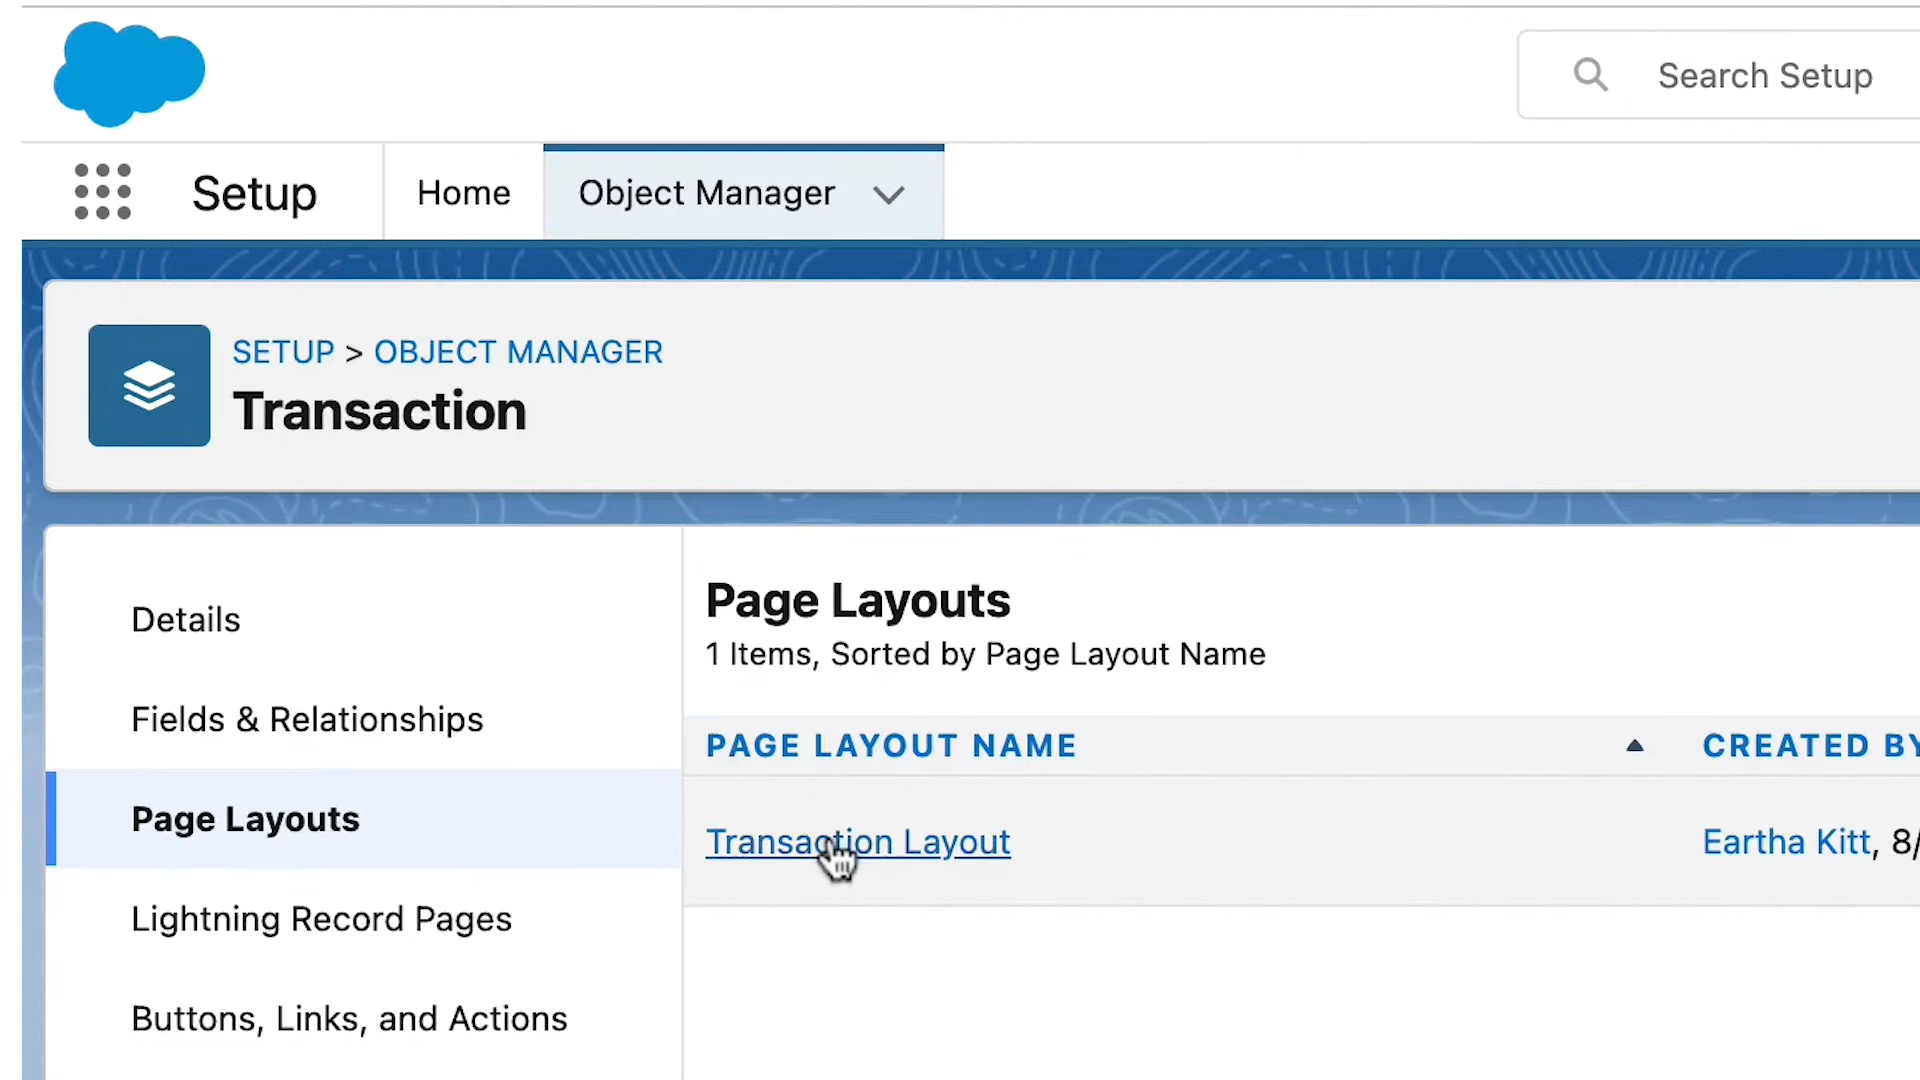 Search Setup
Setup
Home
Object Manager
SETUP > OBJECT MANAGER
Transaction
Details
Fields & Relationships
Page Layouts
Lightning Record Pages
Buttons, Links, and Actions
Page Layouts
1 Items, Sorted by Page Layout Name
PAGE LAYOUT NAME
CREATED BY
Transaction Layout
Eartha Kitt, 8/